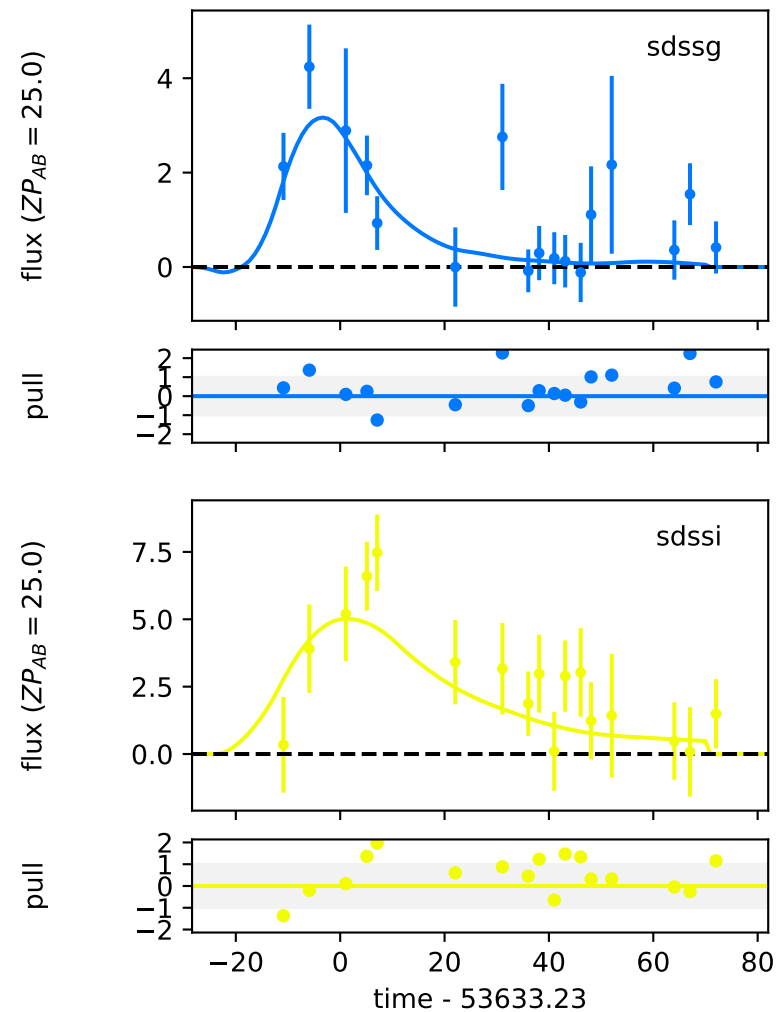 sdssg
flux ($ZP_{AB}$ = 25.0)
4
2
0
pull
2
1
0
−1
−2
sdssi
flux ($ZP_{AB}$ = 25.0)
7.5
5.0
2.5
0.0
pull
2
1
0
−1
−2
−20 0 20 40 60 80
time - 53633.23